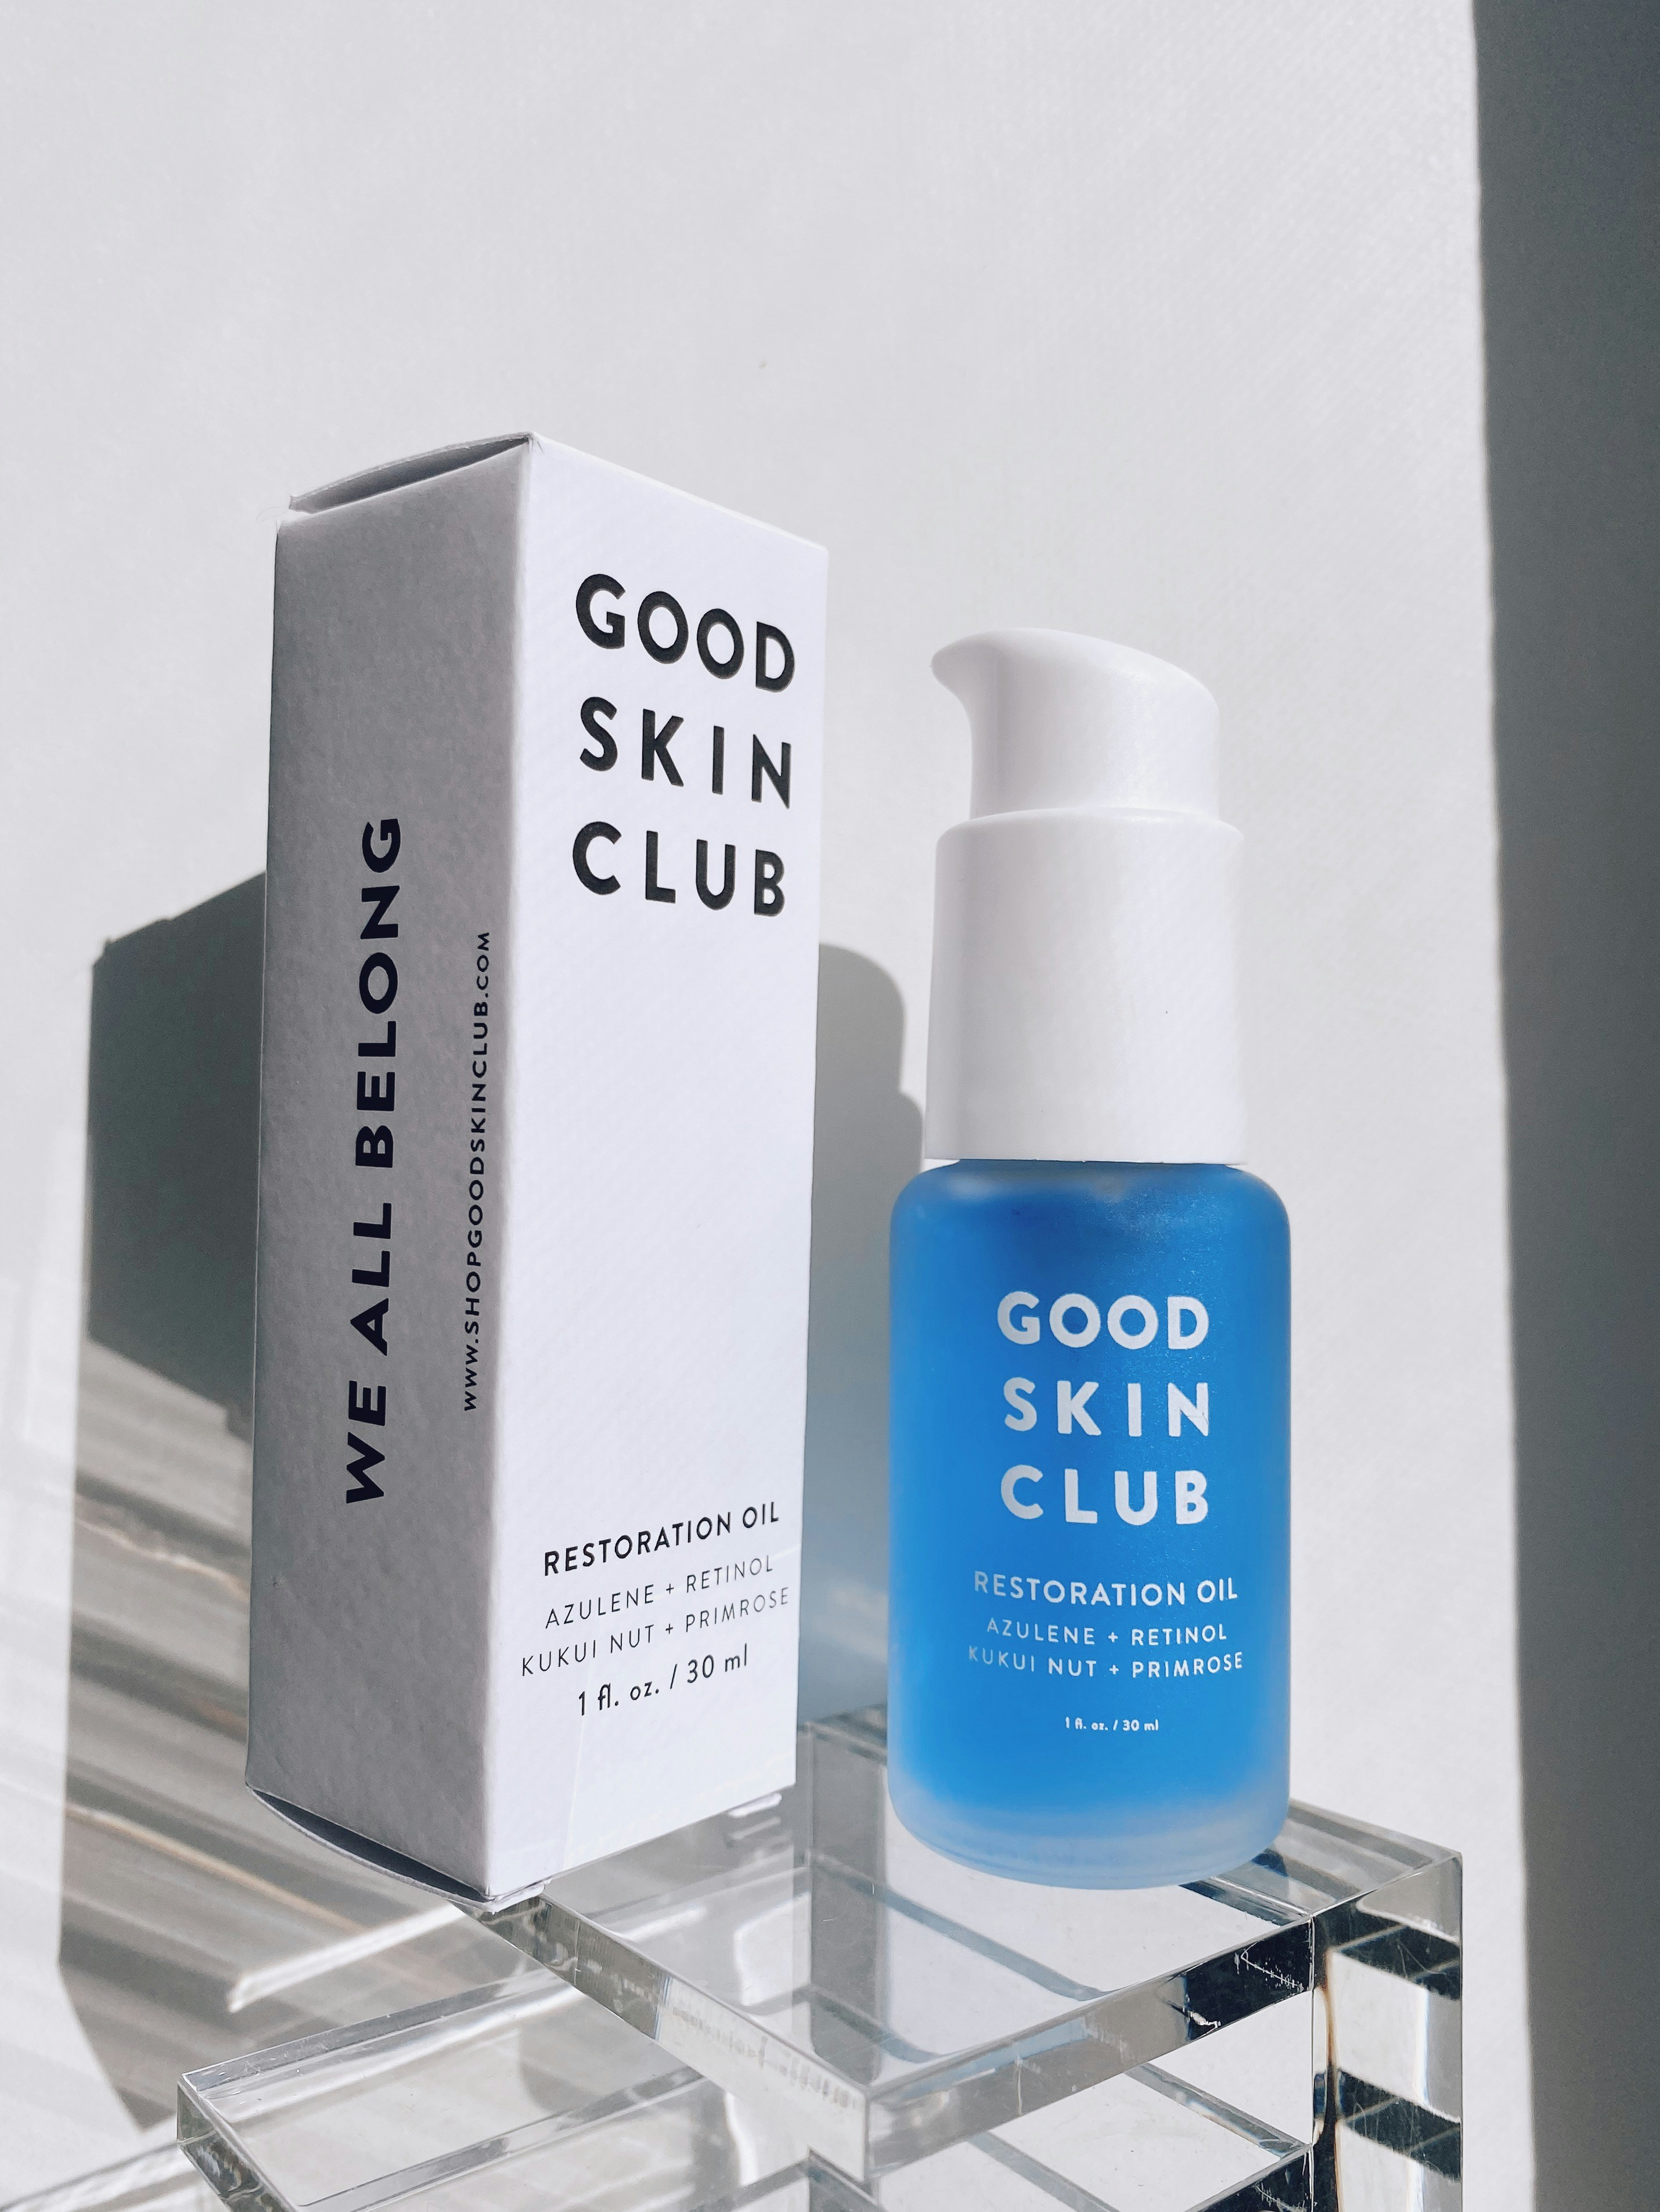 WE ALL BELONG
WWW.SHOPGOODSKINCLUB.COM
GOOD
SKIN
CLUB
RESTORATION OIL
AZULENE + RETINOL
KUKUI NUT + PRIMROSE
1 fl. oz. / 30 ml
GOOD
SKIN
CLUB
RESTORATION OIL
AZULENE + RETINOL
KUKUI NUT + PRIMROSE
1 fl. oz. / 30 ml